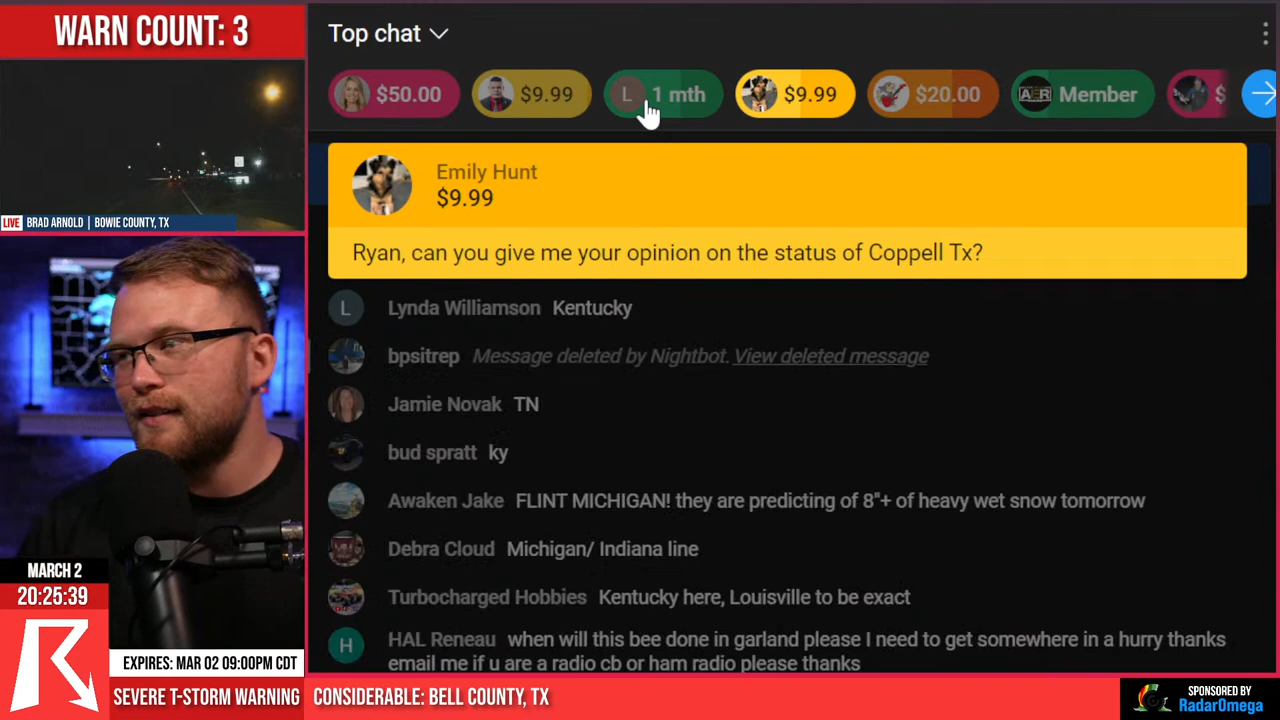 WARN COUNT: 3
LIVE BRAD ARNOLD | BOWIE COUNTY, TX
MARCH 2
20:25:39
EXPIRES: MAR 02 09:00PM CDT
SEVERE T-STORM WARNING
CONSIDERABLE: BELL COUNTY, TX
Top chat
$50.00
$9.99
L 1 mth
$9.99
$20.00
AER Member
$
Emily Hunt
$9.99
Ryan, can you give me your opinion on the status of Coppell Tx?
L Lynda Williamson Kentucky
bpsitrep Message deleted by Nightbot. View deleted message
Jamie Novak TN
bud spratt ky
Awaken Jake FLINT MICHIGAN! they are predicting of 8"+ of heavy wet snow tomorrow
Debra Cloud Michigan/ Indiana line
Turbocharged Hobbies Kentucky here, Louisville to be exact
H HAL Reneau when will this bee done in garland please I need to get somewhere in a hurry thanks
email me if u are a radio cb or ham radio please thanks
SPONSORED BY
RadarOmega